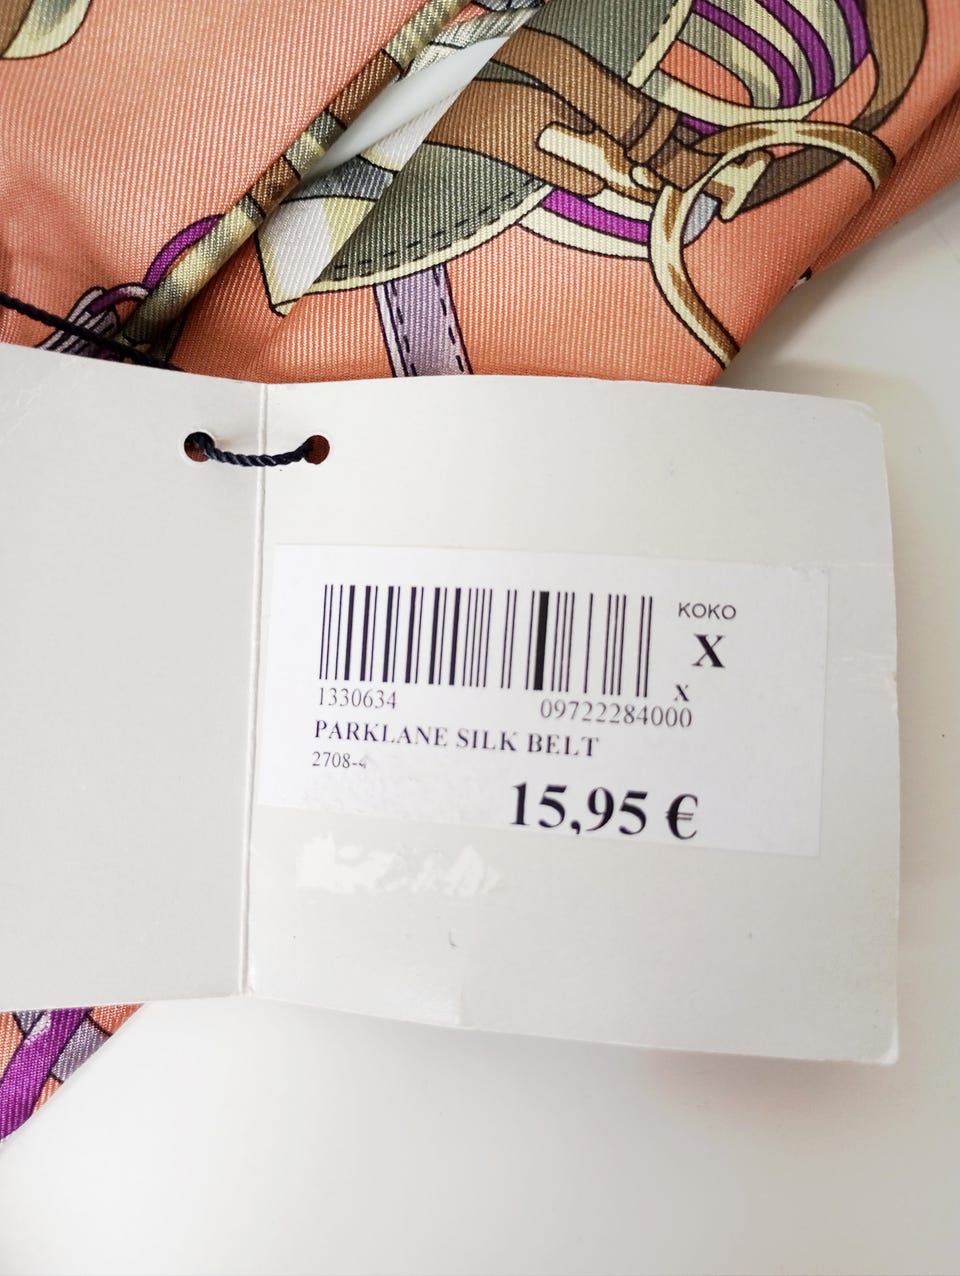 KOKO
X
X
1330634 09722284000
PARKLANE SILK BELT
2708-4
15,95 €